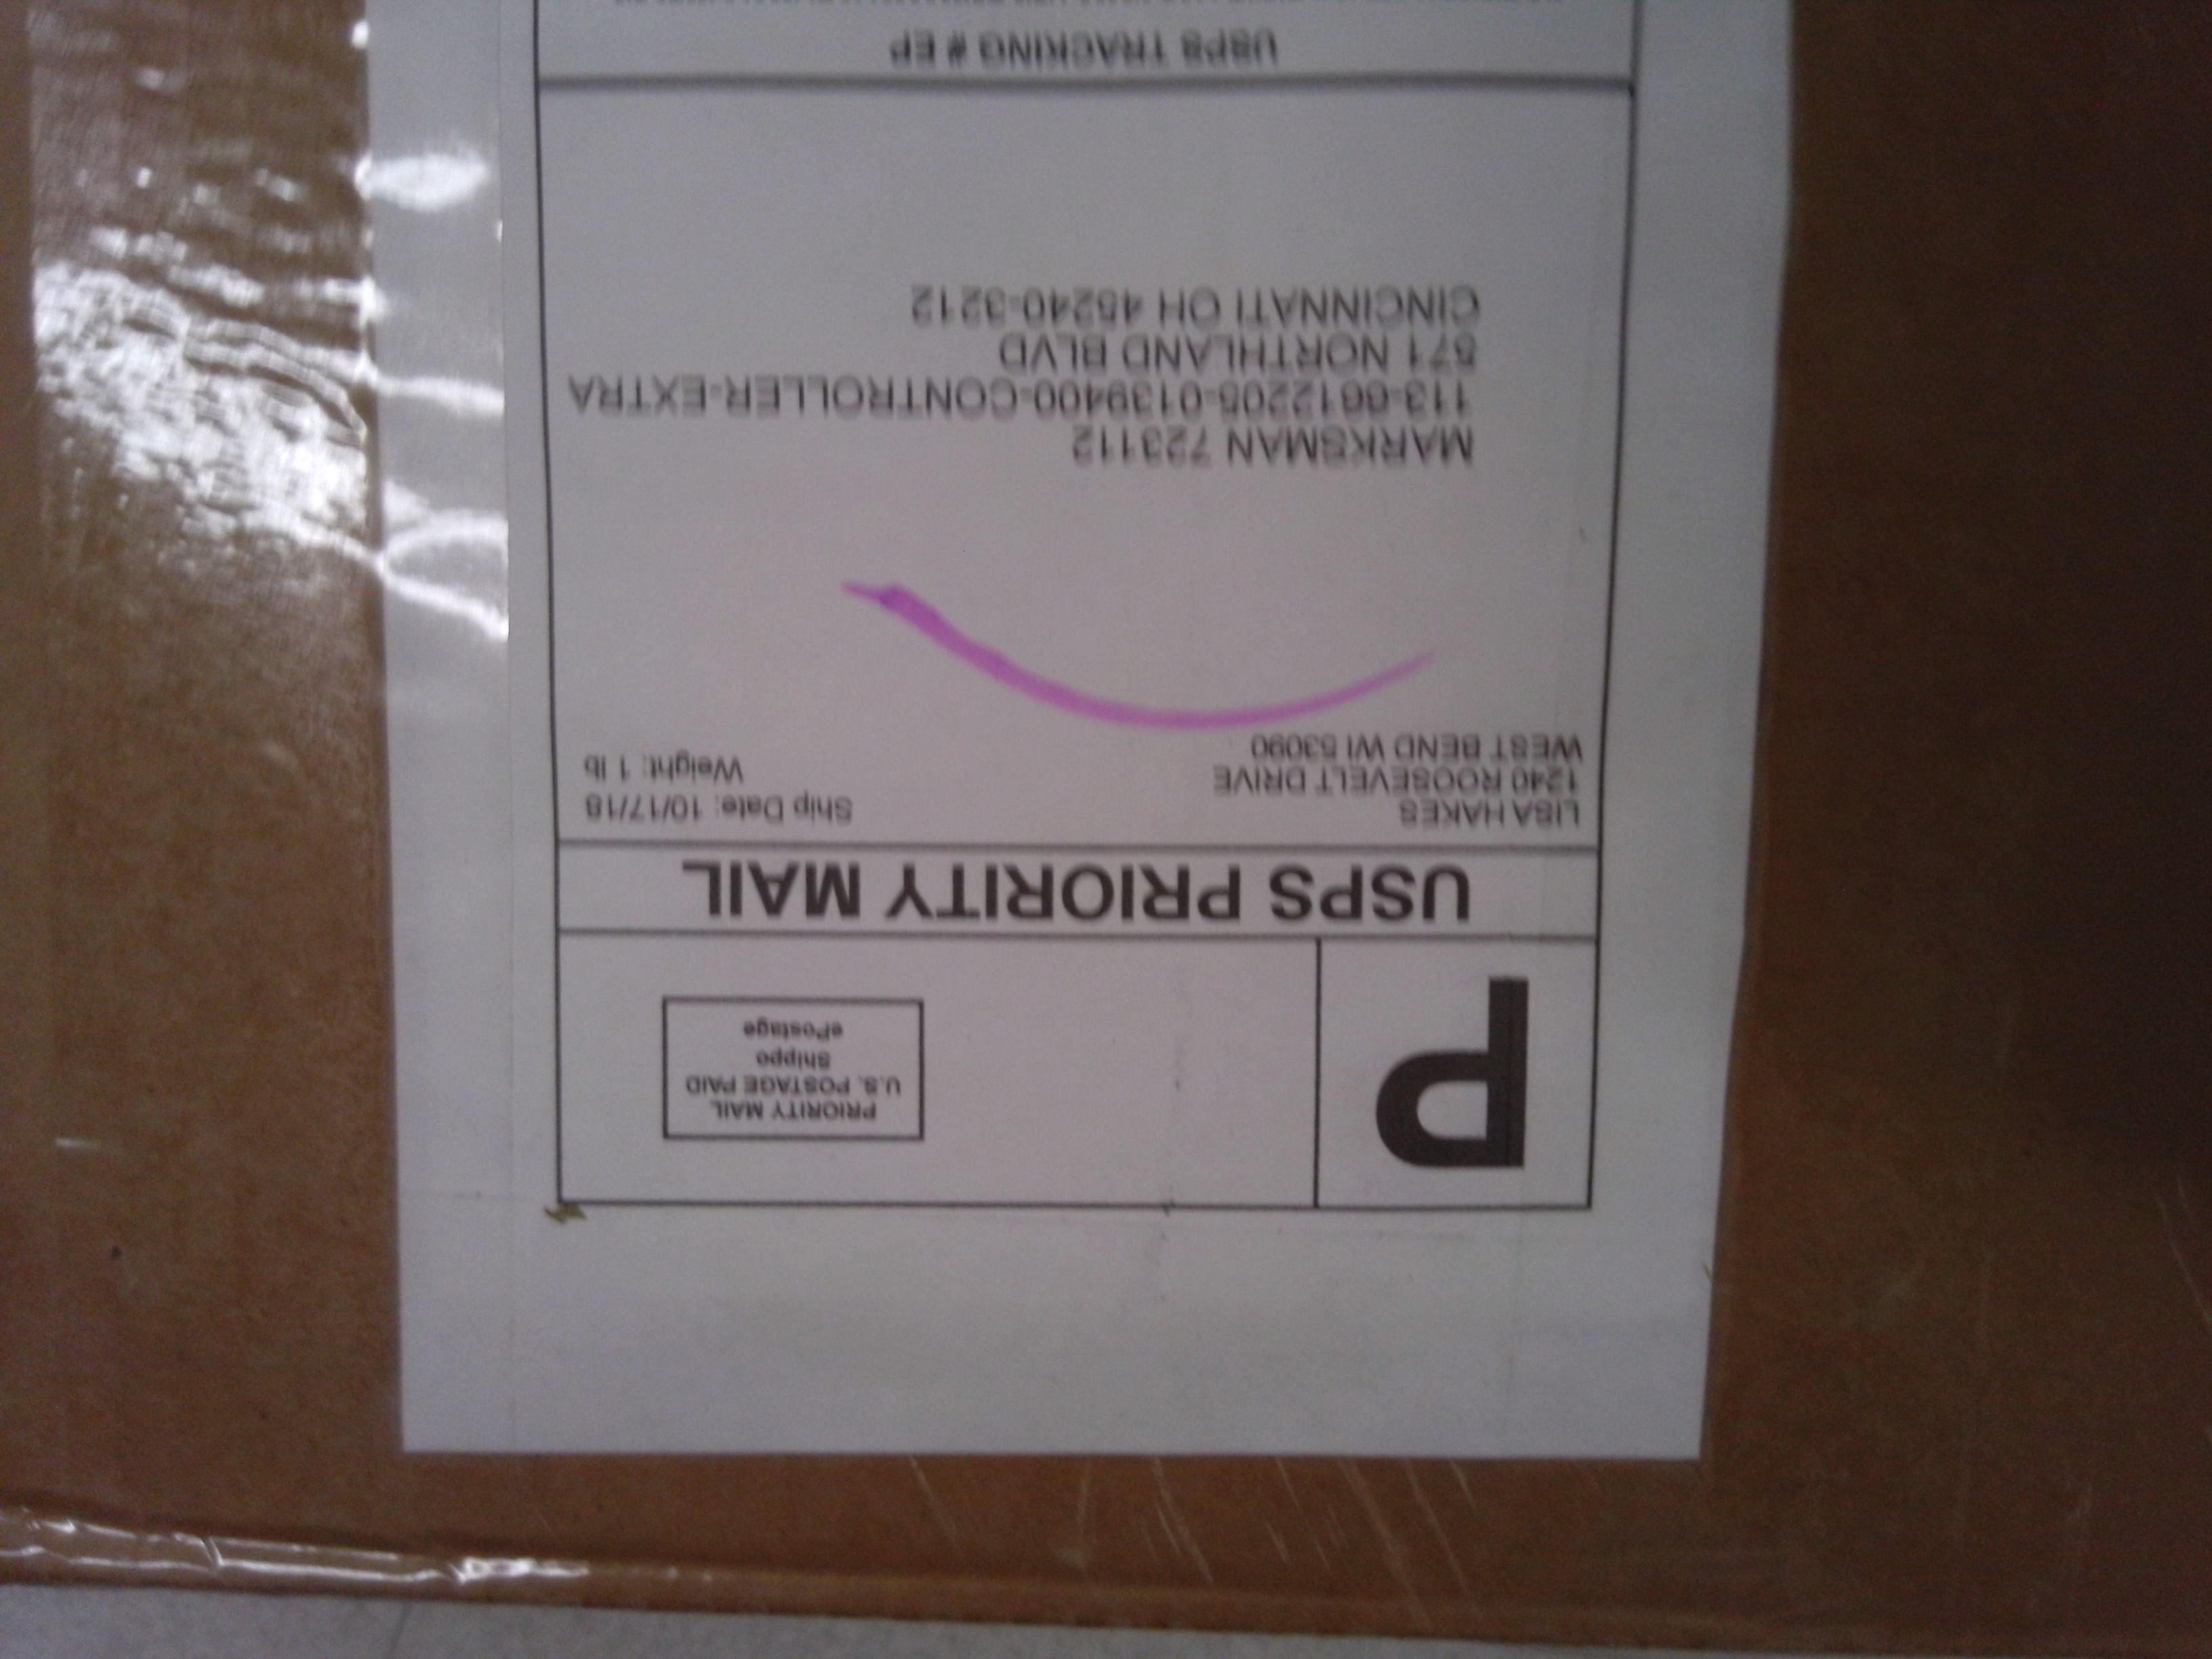 P
PRIORITY MAIL
U.S. POSTAGE PAID
Shippo
ePostage
USPS PRIORITY MAIL
LISA HAKES
1240 ROOSEVELT DRIVE
WEST BEND WI 53090
Ship Date: 10/17/18
Weight: 1 lb
MARKSMAN 723112
113-6612205-0139400-CONTROLLER-EXTRA
571 NORTHLAND BLVD
CINCINNATI OH 45240-3212
USPS TRACKING # EP